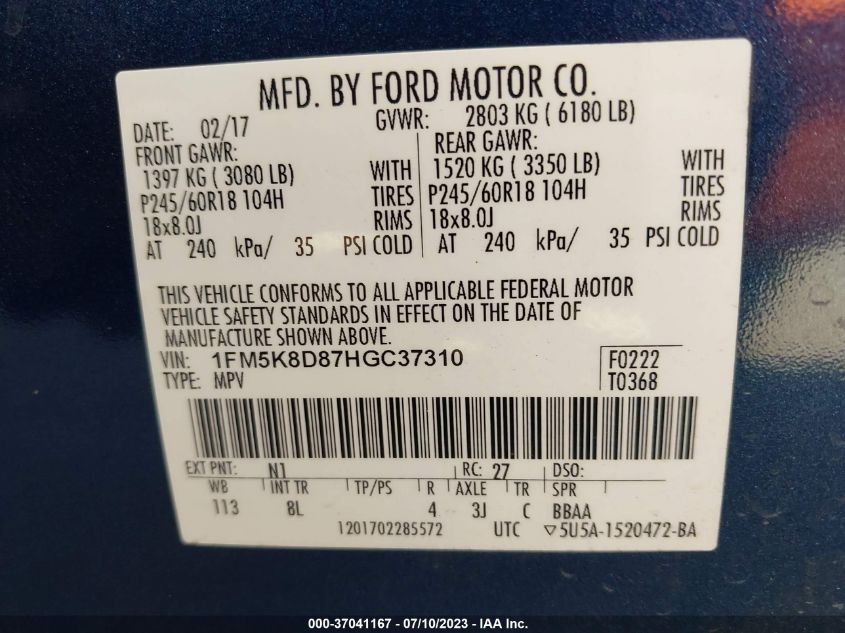 MFD. BY FORD MOTOR CO.
DATE: 02/17 GVWR: 2803 KG ( 6180 LB)
FRONT GAWR: REAR GAWR:
1397 KG ( 3080 LB) WITH 1520 KG ( 3350 LB) WITH
P245/60R18 104H TIRES P245/60R18 104H TIRES
18x8.0J RIMS 18x8.0J RIMS
AT 240 kPa/ 35 PSI COLD AT 240 kPa/ 35 PSI COLD
THIS VEHICLE CONFORMS TO ALL APPLICABLE FEDERAL MOTOR
VEHICLE SAFETY STANDARDS IN EFFECT ON THE DATE OF
MANUFACTURE SHOWN ABOVE.
VIN: 1FM5K8D87HGC37310 F0222
TYPE: MPV T0368
EXT PNT: N1 RC: 27 DSO:
WB INT TR TP/PS R AXLE TR SPR
113 8L 4 3J C BBAA
1201702285572 UTC ▽5U5A-1520472-BA
000-37041167 - 07/10/2023 - IAA Inc.